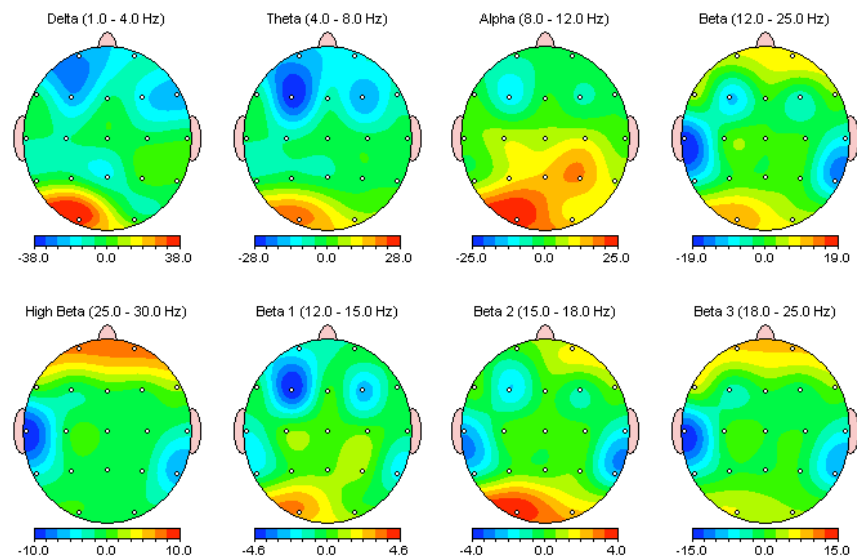 Delta (1.0 - 4.0 Hz) Theta (4.0 - 8.0 Hz) Alpha (8.0 - 12.0 Hz) Beta (12.0 - 25.0 Hz)
-38.0 0.0 38.0 -28.0 0.0 28.0 -25.0 0.0 25.0 -19.0 0.0 19.0
High Beta (25.0 - 30.0 Hz) Beta 1 (12.0 - 15.0 Hz) Beta 2 (15.0 - 18.0 Hz) Beta 3 (18.0 - 25.0 Hz)
-10.0 0.0 10.0 -4.6 0.0 4.6 -4.0 0.0 4.0 -15.0 0.0 15.0